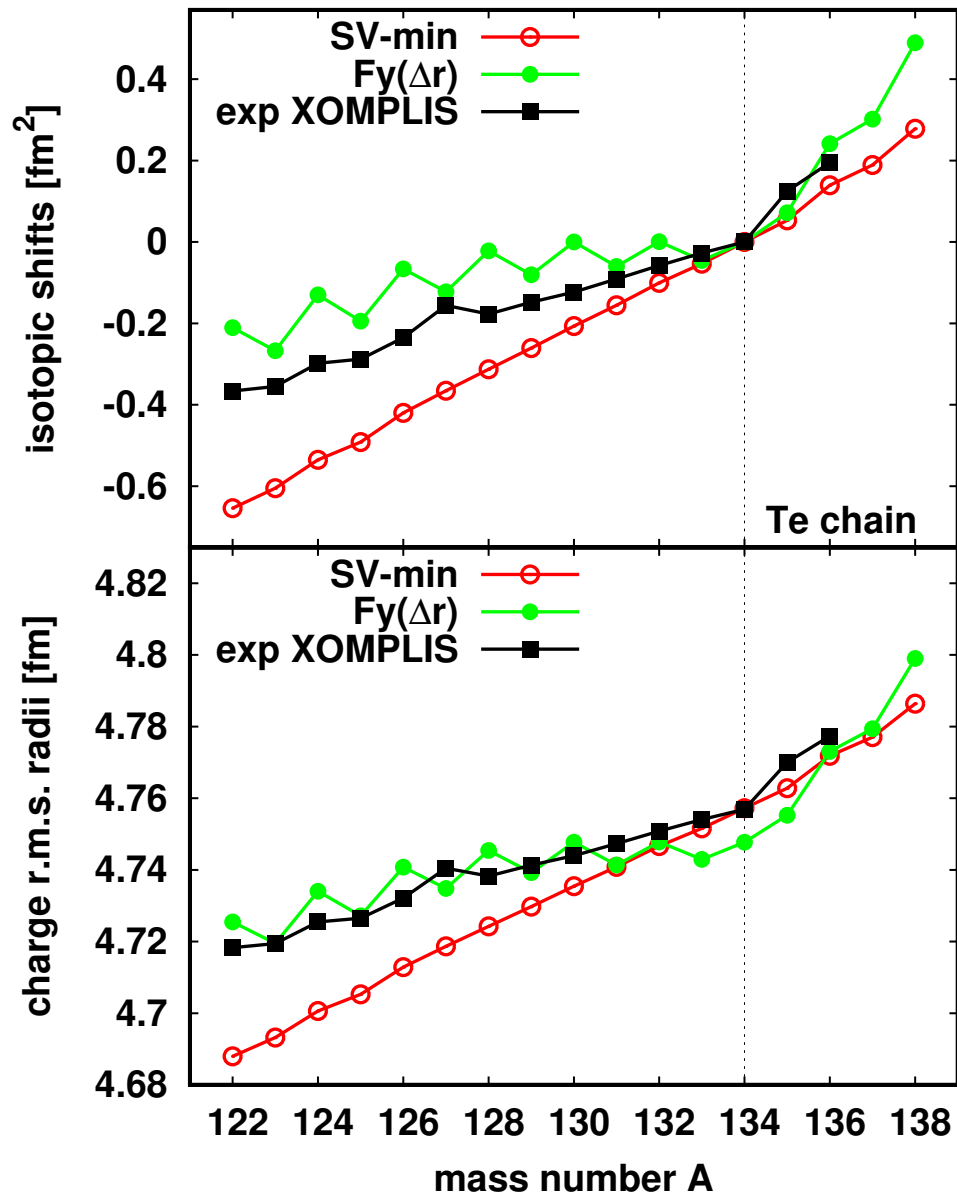 SV-min
Fy(Δr)
exp XOMPLIS
isotopic shifts [fm²]
0.4
0.2
0
-0.2
-0.4
-0.6
Te chain
SV-min
Fy(Δr)
exp XOMPLIS
charge r.m.s. radii [fm]
4.82
4.8
4.78
4.76
4.74
4.72
4.7
4.68
122 124 126 128 130 132 134 136 138
mass number A